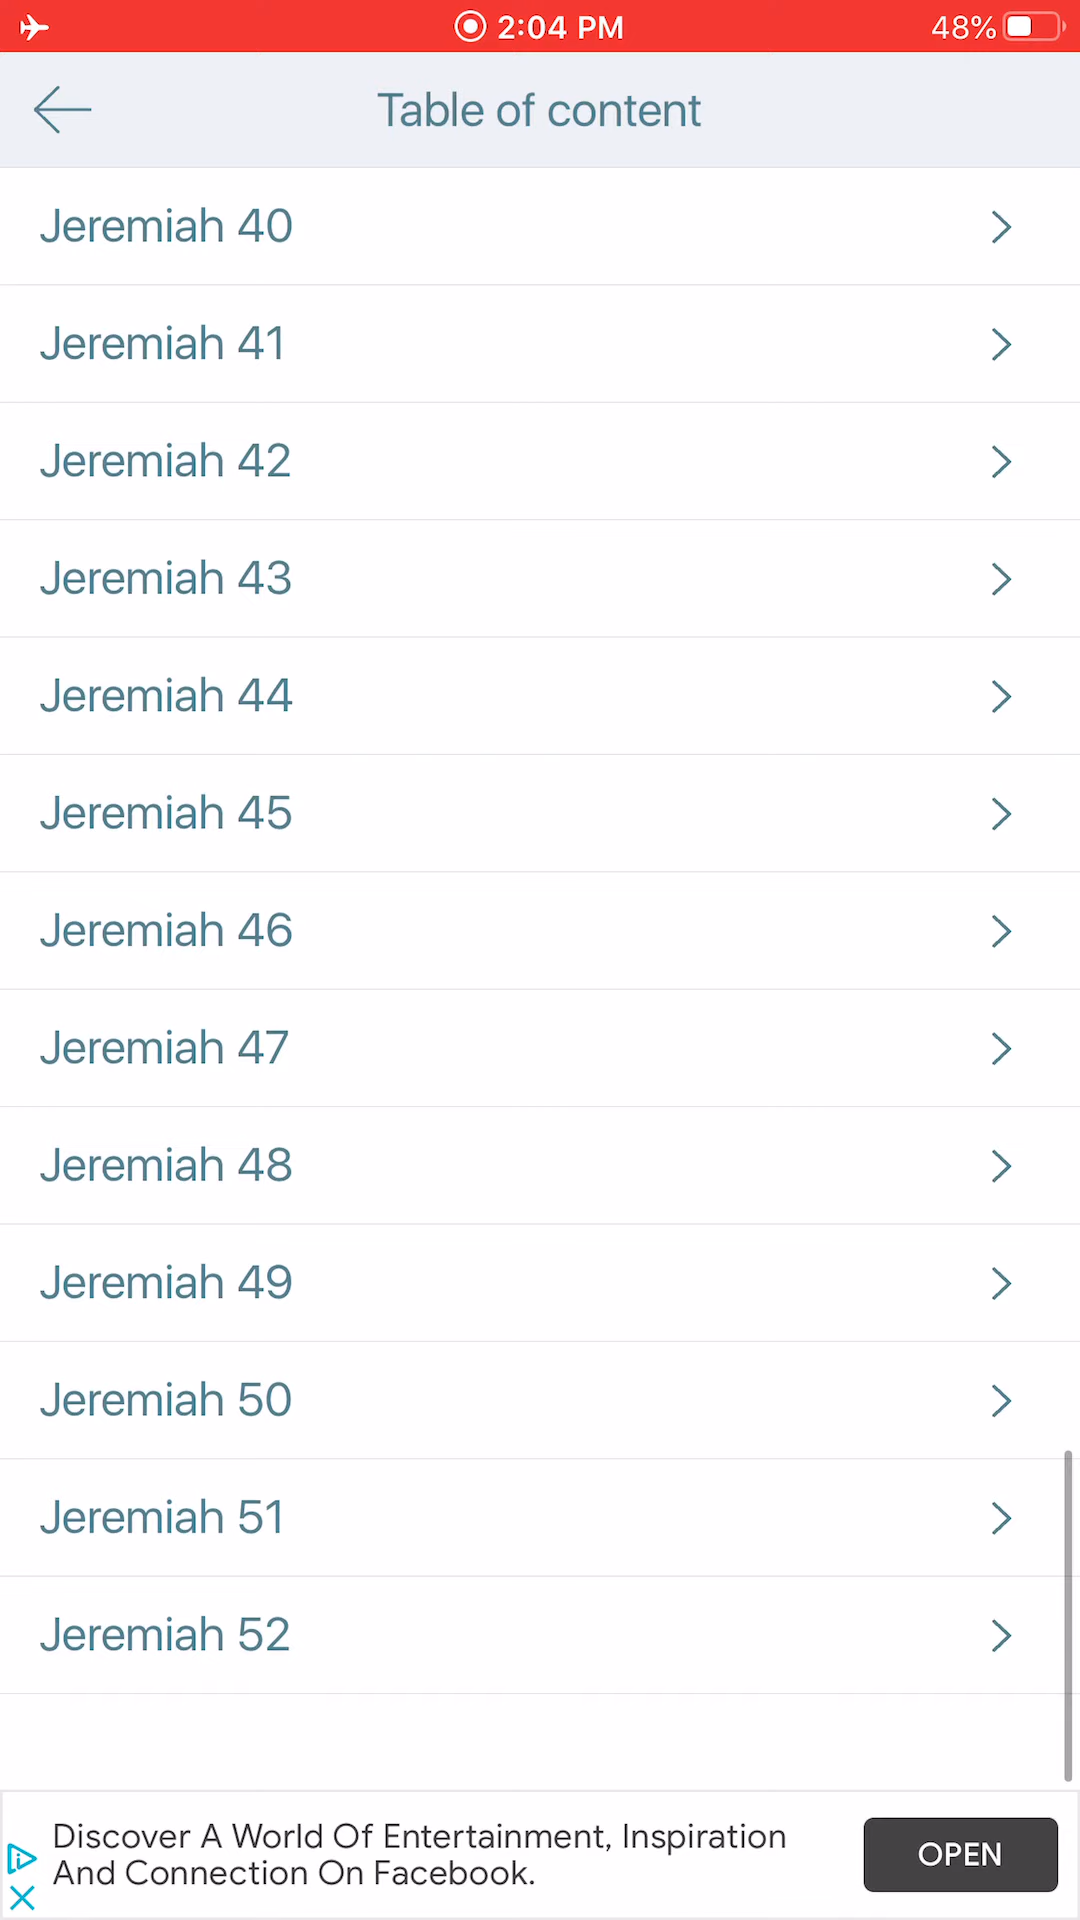 2:04 PM
48%
Table of content
Jeremiah 40
Jeremiah 41
Jeremiah 42
Jeremiah 43
Jeremiah 44
Jeremiah 45
Jeremiah 46
Jeremiah 47
Jeremiah 48
Jeremiah 49
Jeremiah 50
Jeremiah 51
Jeremiah 52
Discover A World Of Entertainment, Inspiration
And Connection On Facebook.
OPEN